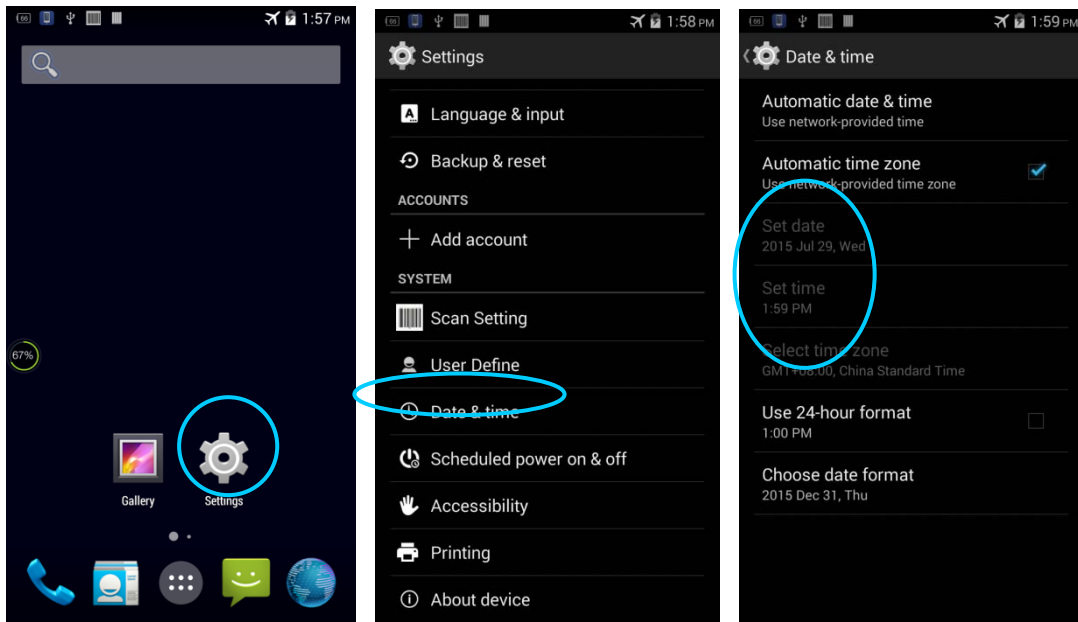 66
1:57 PM
67%
Gallery
Settings
66
1:58 PM
Settings
A
Language & input
Backup & reset
ACCOUNTS
Add account
SYSTEM
Scan Setting
User Define
Date & time
Scheduled power on & off
Accessibility
Printing
About device
66
1:59 PM
Date & time
Automatic date & time
Use network-provided time
Automatic time zone
Use network-provided time zone
Set date
2015 Jul 29, Wed
Set time
1:59 PM
Select time zone
GMT+08:00, China Standard Time
Use 24-hour format
1:00 PM
Choose date format
2015 Dec 31, Thu